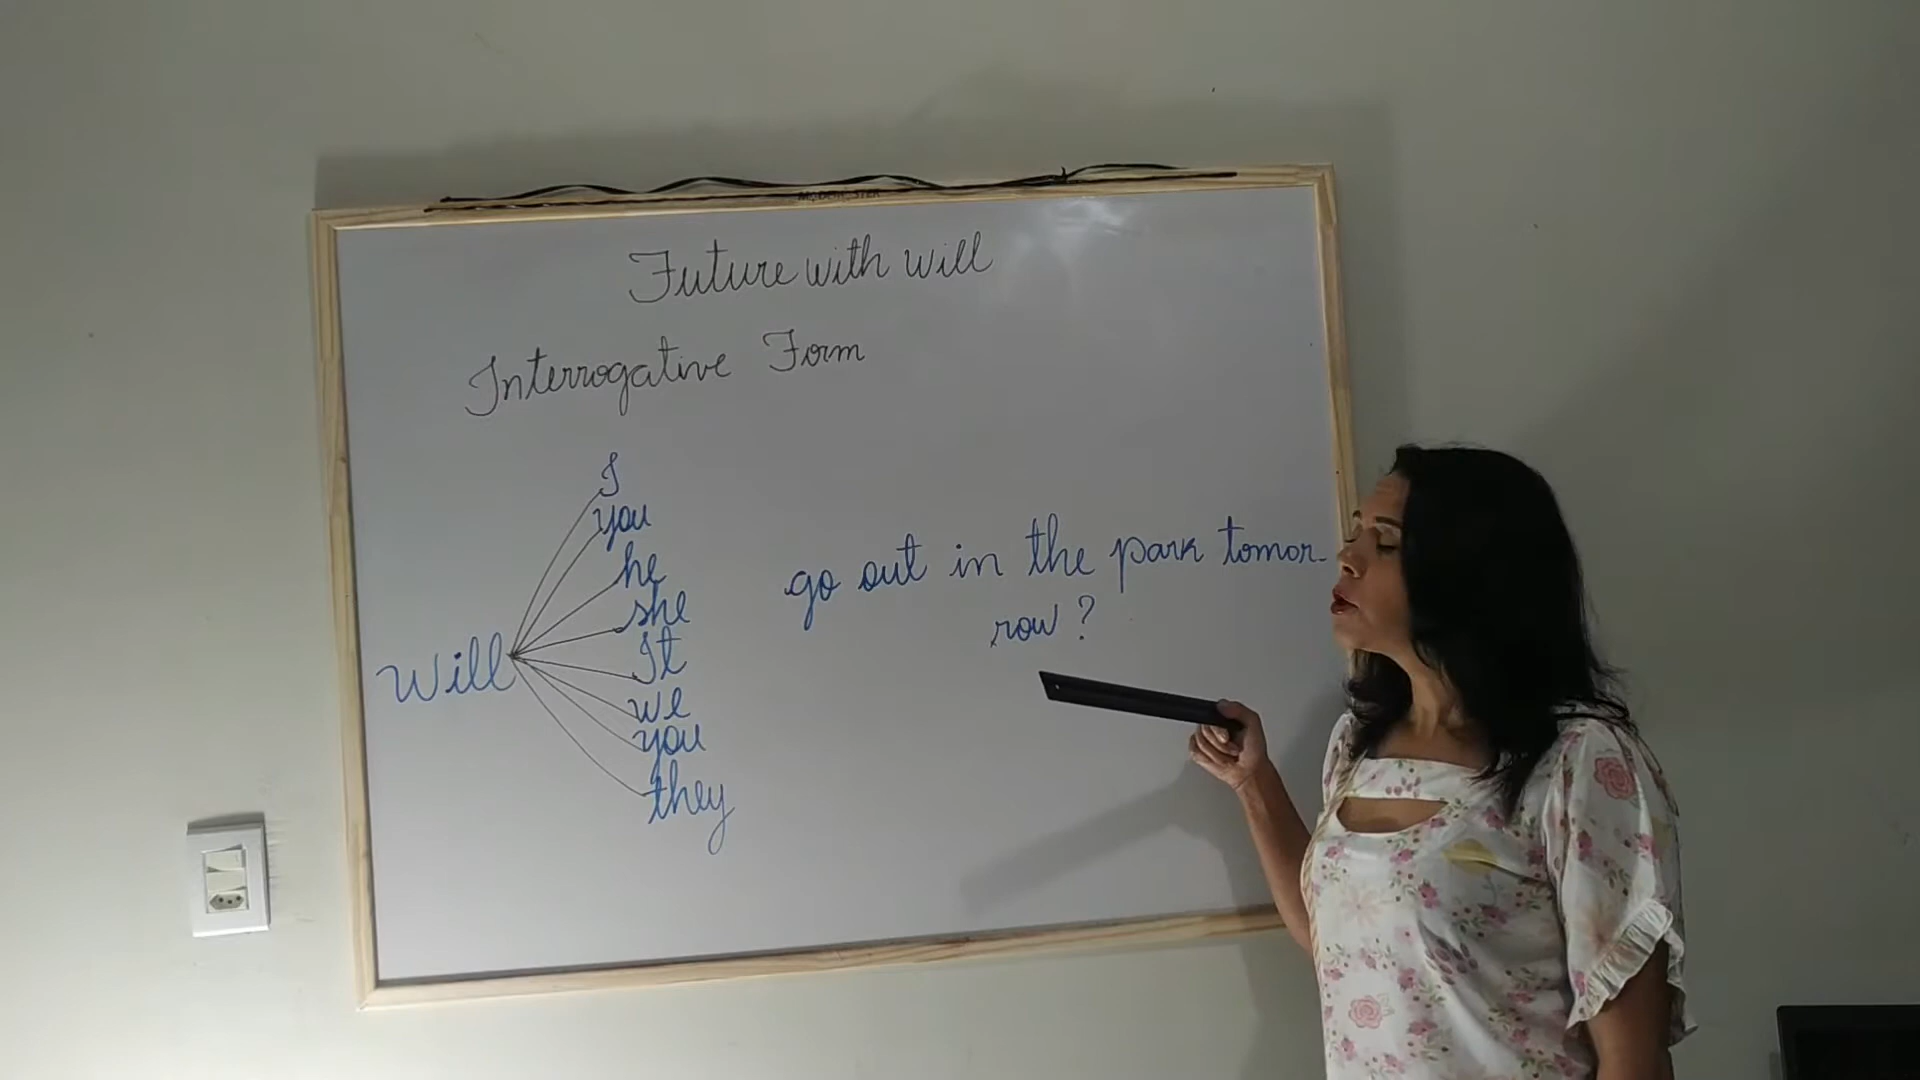 Future with will
Interrogative Form
I
you
he
she
It
we
you
they
Will
go out in the park tomor-
row?